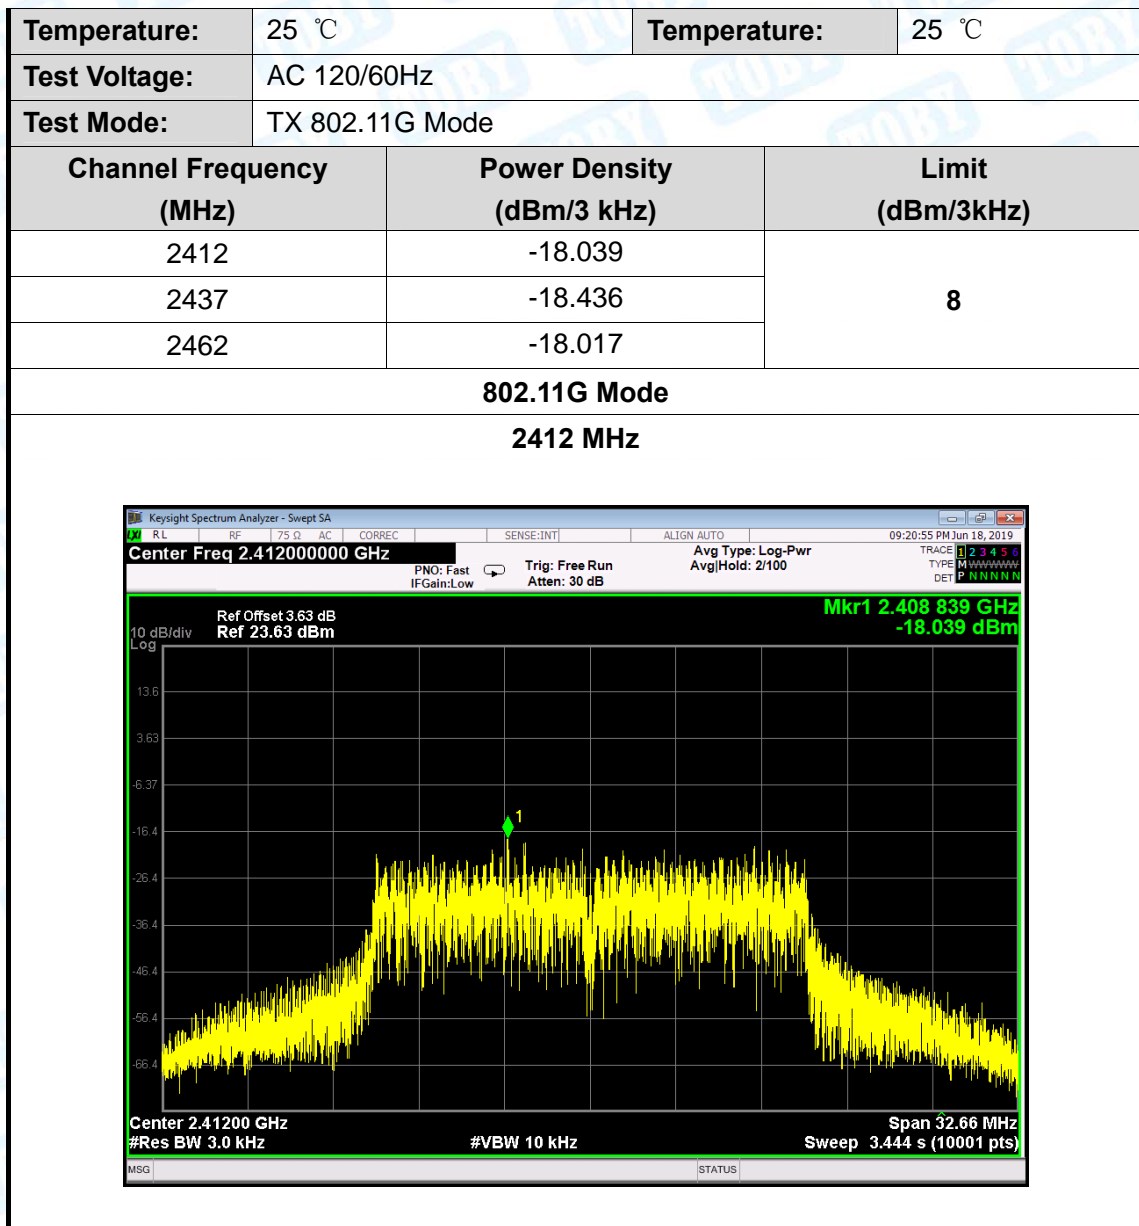 Temperature: 25 ℃ Temperature: 25 ℃
Test Voltage: AC 120/60Hz
Test Mode: TX 802.11G Mode
Channel Frequency Power Density Limit
(MHz) (dBm/3 kHz) (dBm/3kHz)
2412 -18.039
2437 -18.436 8
2462 -18.017
802.11G Mode
2412 MHz
Keysight Spectrum Analyzer - Swept SA
LXI RL RF 75 Ω AC CORREC SENSE:INT ALIGN AUTO 09:20:55 PM Jun 18, 2019
Center Freq 2.412000000 GHz Avg Type: Log-Pwr TRACE 1 2 3 4 5 6
PNO: Fast Trig: Free Run Avg|Hold: 2/100 TYPE M WWWWW
IFGain:Low Atten: 30 dB DET P N N N N N
Mkr1 2.408 839 GHz
Ref Offset 3.63 dB
10 dB/div Ref 23.63 dBm -18.039 dBm
Log
13.6
3.63
-6.37
1
-16.4
-26.4
-36.4
-46.4
-56.4
-66.4
Center 2.41200 GHz Span 32.66 MHz
#Res BW 3.0 kHz #VBW 10 kHz Sweep 3.444 s (10001 pts)
MSG STATUS
TOBY